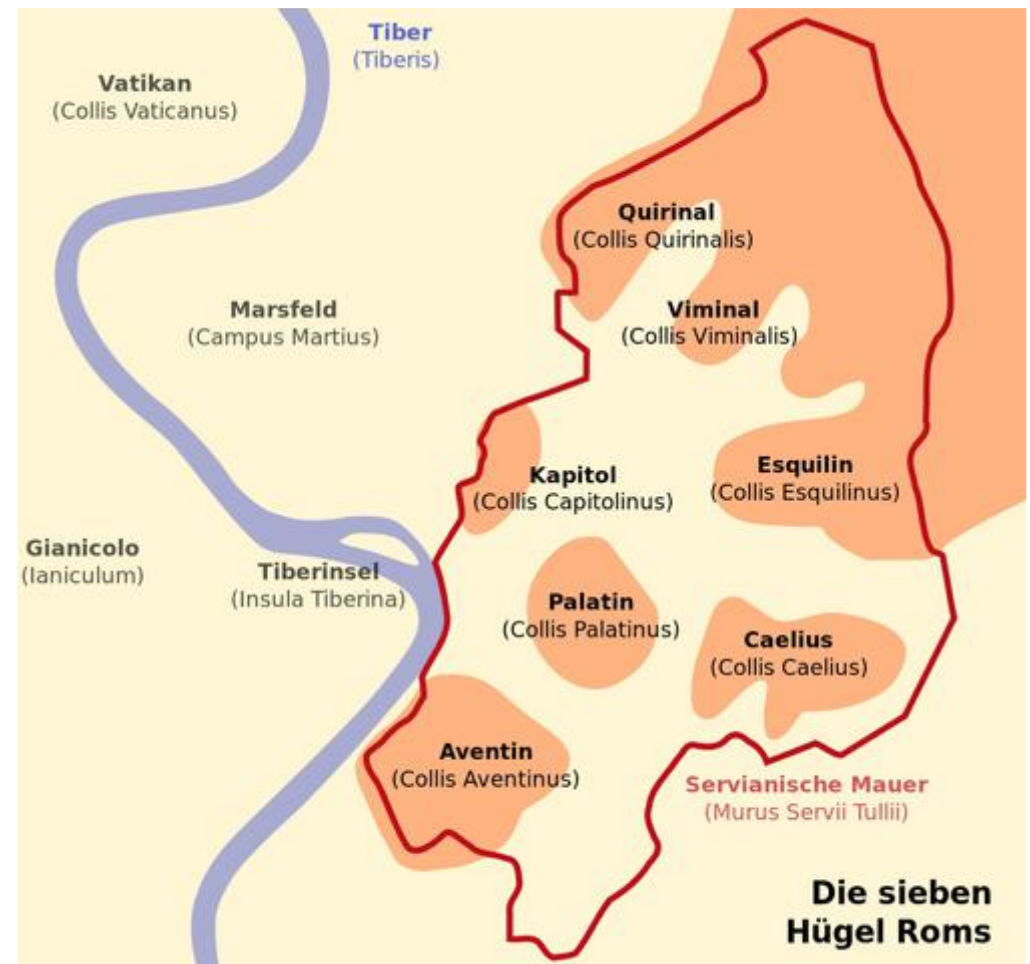 Tiber
(Tiberis)
Vatikan
(Collis Vaticanus)
Quirinal
(Collis Quirinalis)
Marsfeld
(Campus Martius)
Viminal
(Collis Viminalis)
Kapitol
(Collis Capitolinus)
Esquilin
(Collis Esquilinus)
Gianicolo
(Ianiculum)
Tiberinsel
(Insula Tiberina)
Palatin
(Collis Palatinus)
Caelius
(Collis Caelius)
Aventin
(Collis Aventinus)
Servianische Mauer
(Murus Servii Tullii)
Die sieben
Hügel Roms